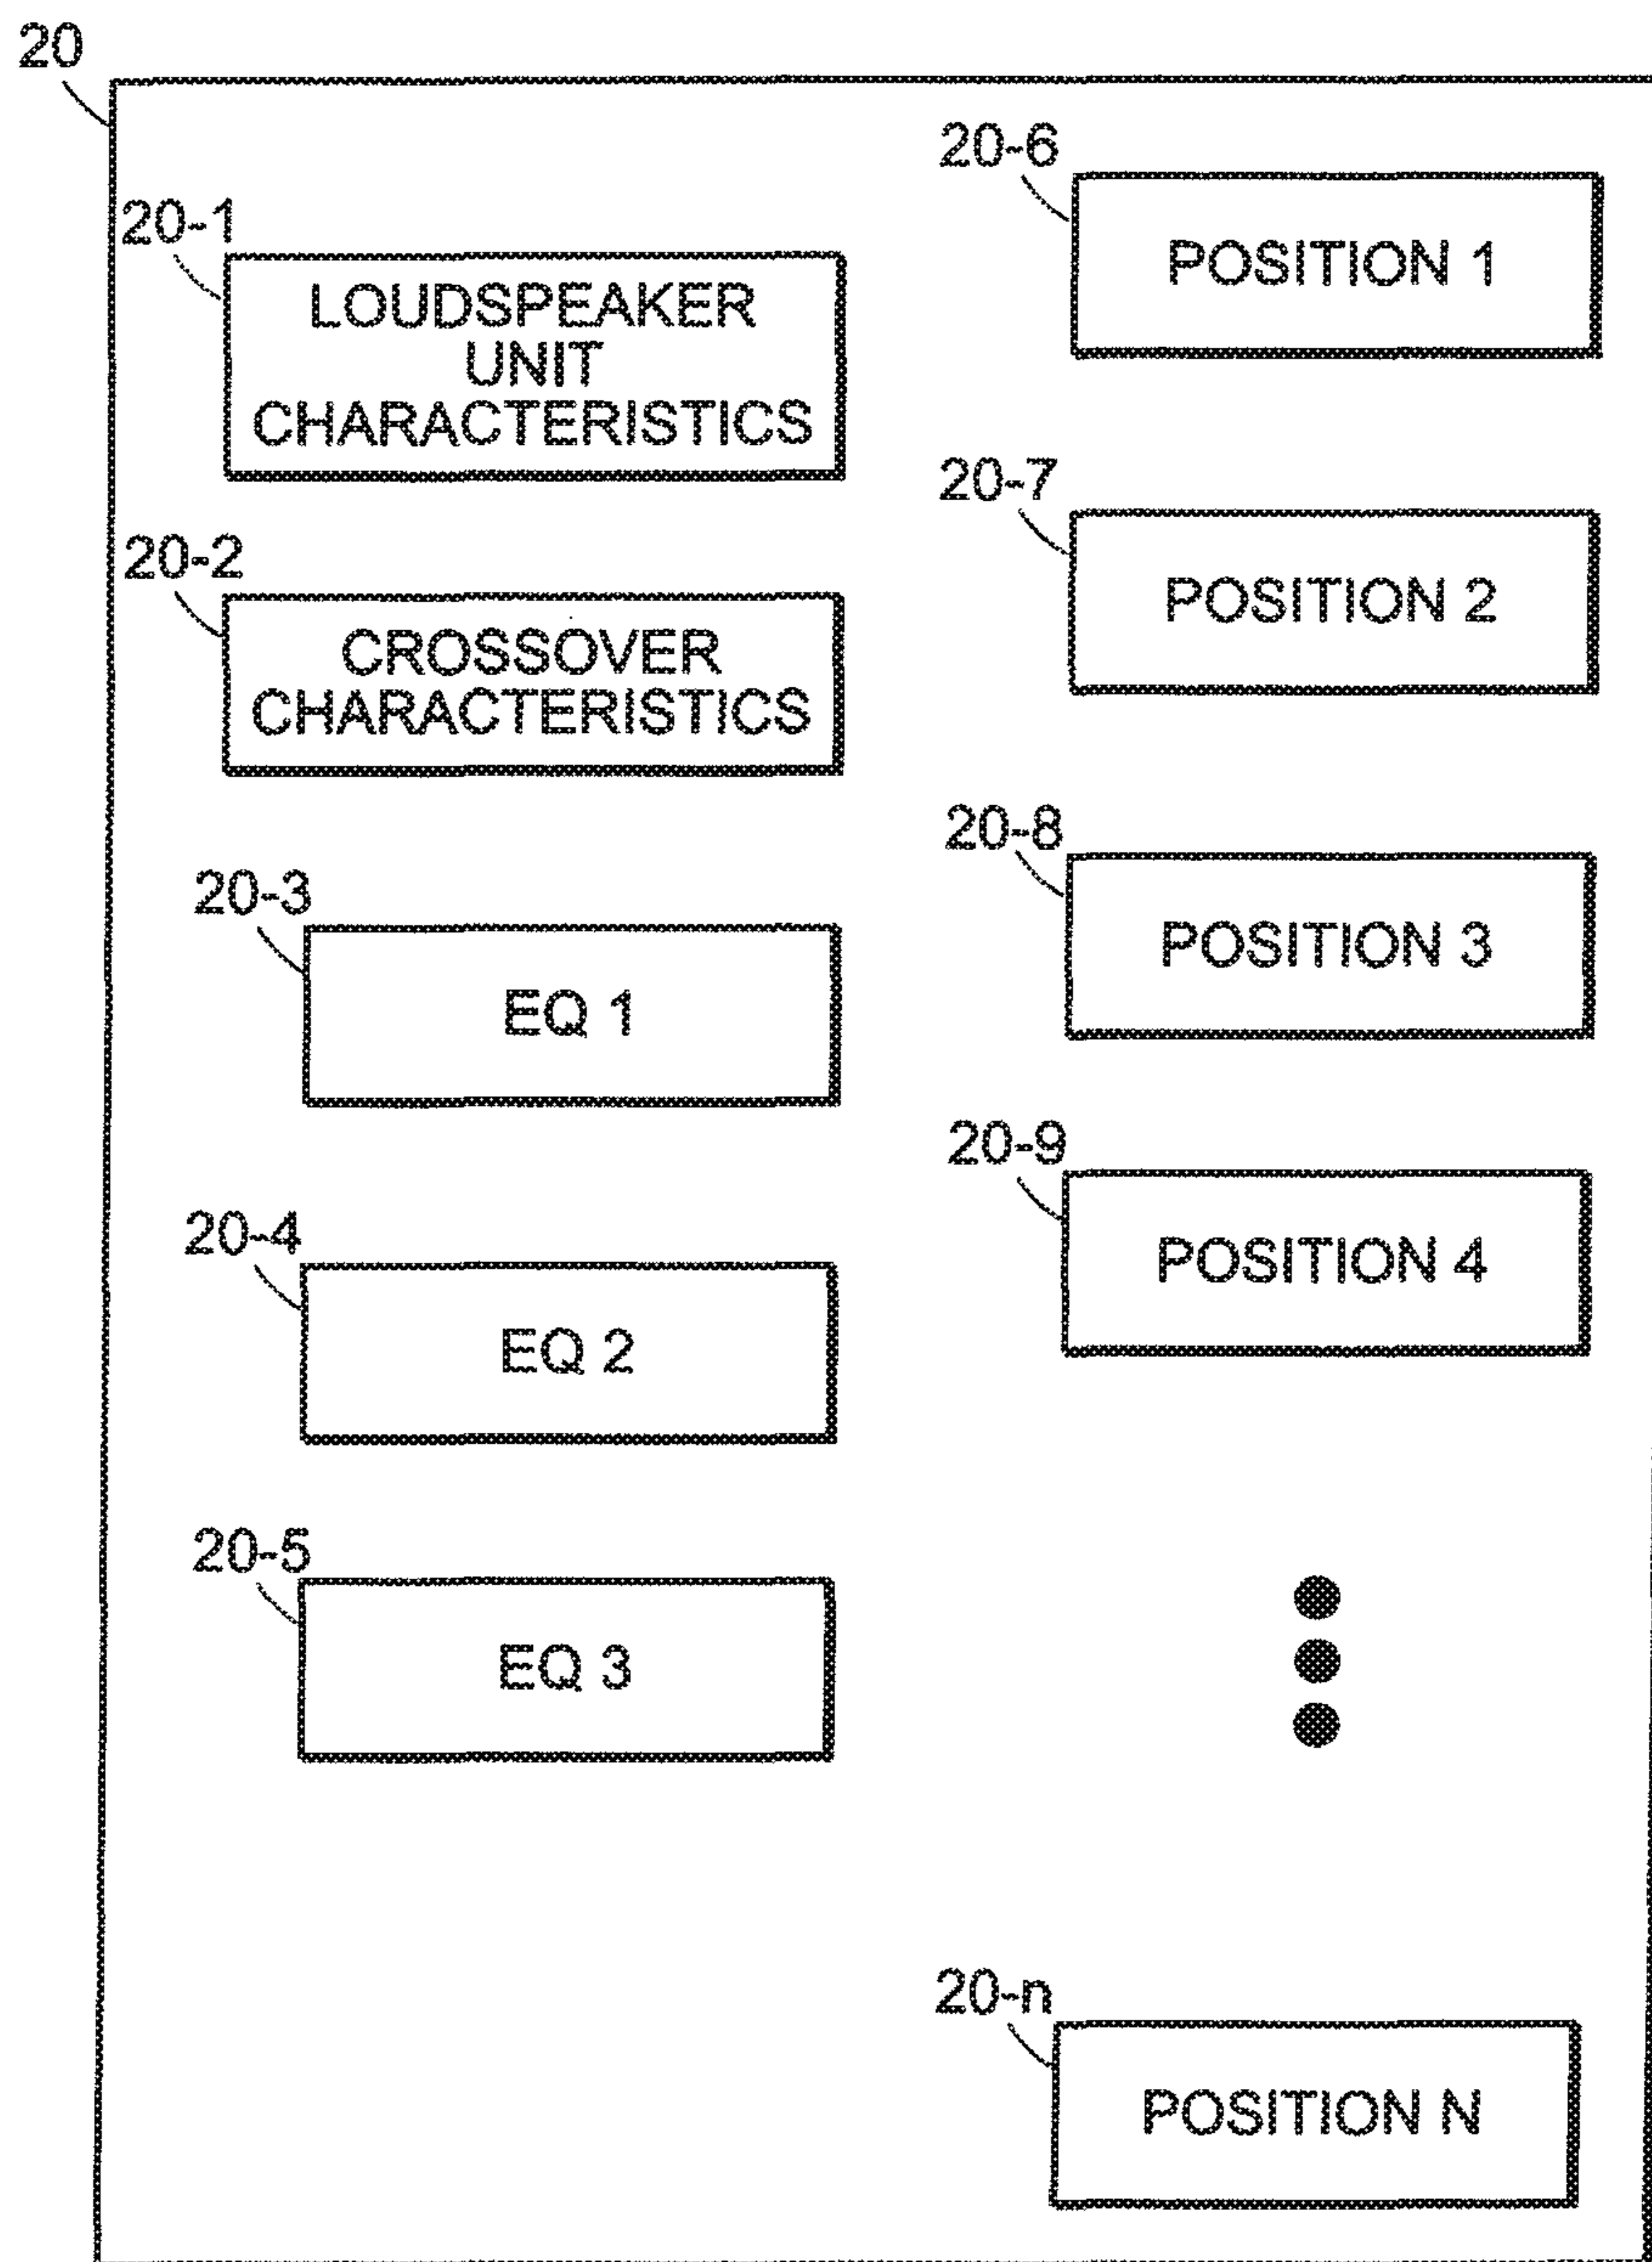 20
20-1
LOUDSPEAKER
UNIT
CHARACTERISTICS
20-2
CROSSOVER
CHARACTERISTICS
20-3
EQ 1
20-4
EQ 2
20-5
EQ 3
20-6
POSITION 1
20-7
POSITION 2
20-8
POSITION 3
20-9
POSITION 4
20-n
POSITION N